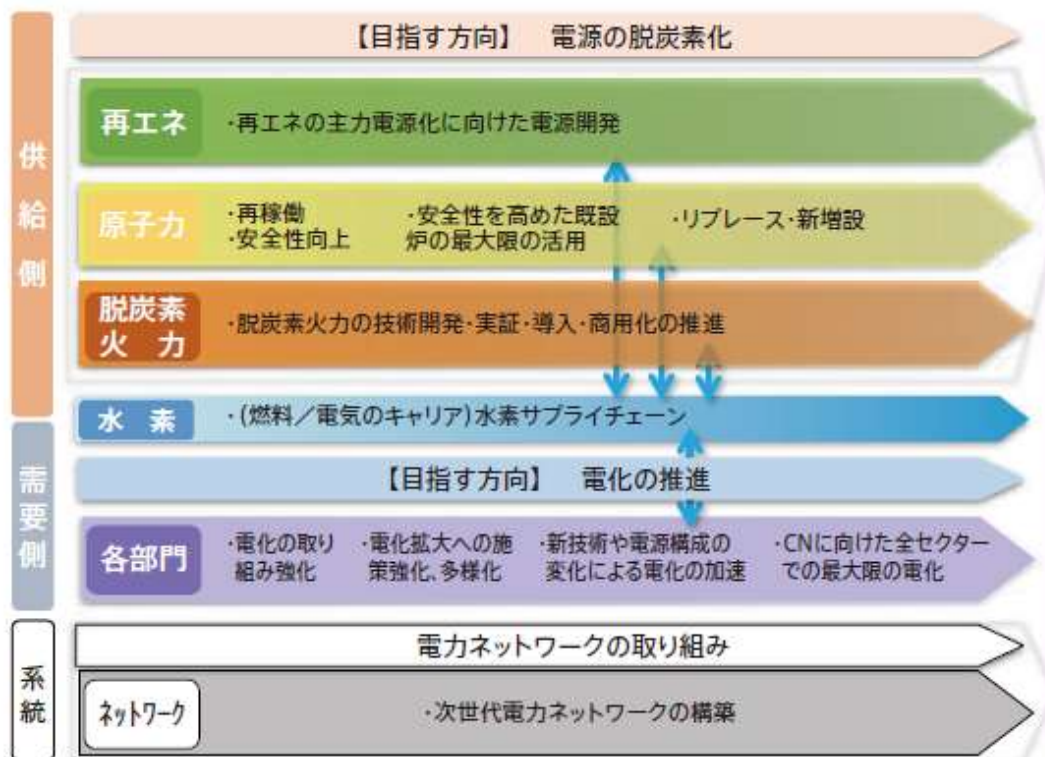 供給側
【目指す方向】 電源の脱炭素化
再エネ
・再エネの主力電源化に向けた電源開発
原子力
・再稼働
・安全性向上
・安全性を高めた既設
炉の最大限の活用
・リプレース・新増設
脱炭素
火 力
・脱炭素火力の技術開発・実証・導入・商用化の推進
水 素
・(燃料／電気のキャリア)水素サプライチェーン
需要側
【目指す方向】 電化の推進
各部門
・電化の取り
組み強化
・電化拡大への施
策強化、多様化
・新技術や電源構成の
変化による電化の加速
・CNに向けた全セクター
での最大限の電化
系統
電力ネットワークの取り組み
ネットワーク
・次世代電力ネットワークの構築